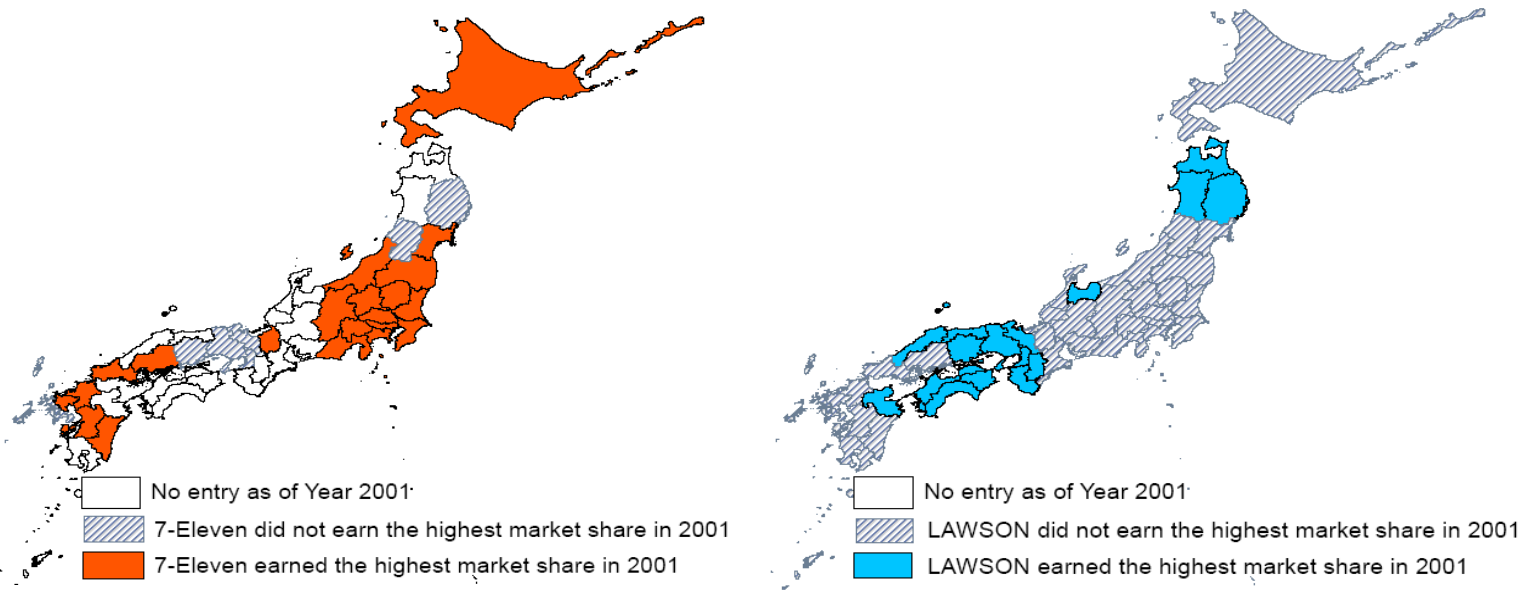 No entry as of Year 2001
7-Eleven did not earn the highest market share in 2001
7-Eleven earned the highest market share in 2001
No entry as of Year 2001
LAWSON did not earn the highest market share in 2001
LAWSON earned the highest market share in 2001